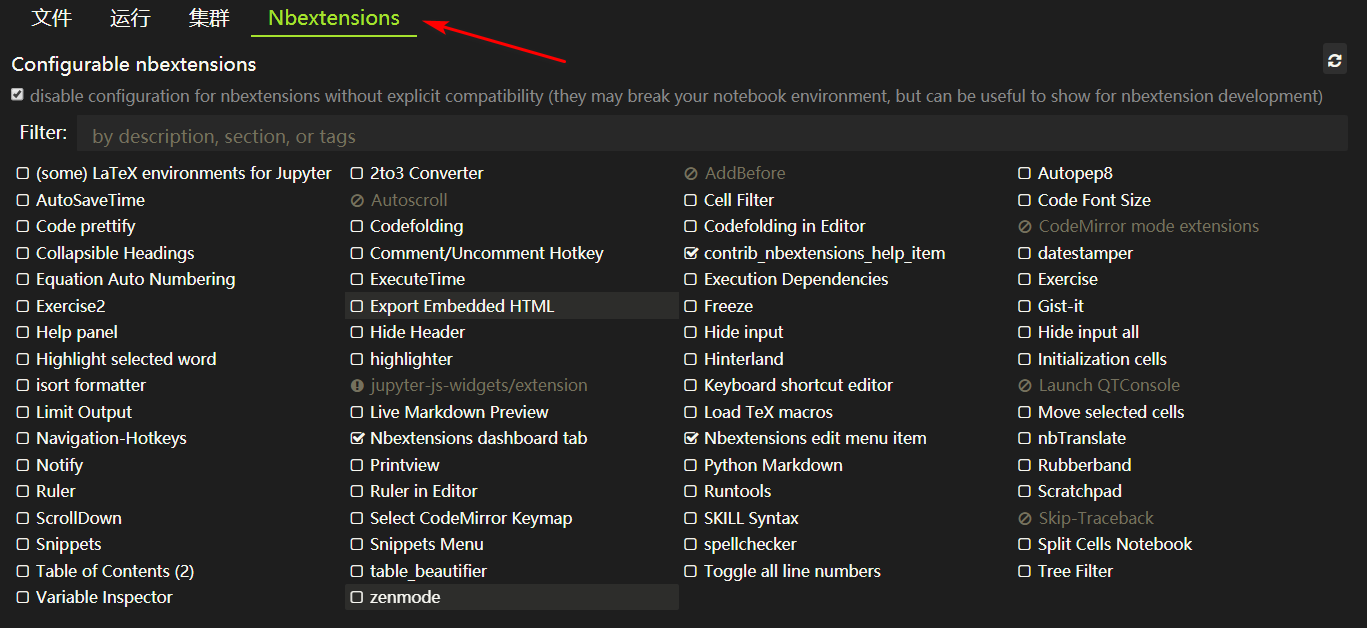 文件 运行 集群 Nbextensions
Configurable nbextensions
disable configuration for nbextensions without explicit compatibility (they may break your notebook environment, but can be useful to show for nbextension development)
Filter: by description, section, or tags
(some) LaTeX environments for Jupyter 2to3 Converter AddBefore Autopep8
AutoSaveTime Autoscroll Cell Filter Code Font Size
Code prettify Codefolding Codefolding in Editor CodeMirror mode extensions
Collapsible Headings Comment/Uncomment Hotkey contrib_nbextensions_help_item datestamper
Equation Auto Numbering ExecuteTime Execution Dependencies Exercise
Exercise2 Export Embedded HTML Freeze Gist-it
Help panel Hide Header Hide input Hide input all
Highlight selected word highlighter Hinterland Initialization cells
isort formatter jupyter-js-widgets/extension Keyboard shortcut editor Launch QTConsole
Limit Output Live Markdown Preview Load TeX macros Move selected cells
Navigation-Hotkeys Nbextensions dashboard tab Nbextensions edit menu item nbTranslate
Notify Printview Python Markdown Rubberband
Ruler Ruler in Editor Runtools Scratchpad
ScrollDown Select CodeMirror Keymap SKILL Syntax Skip-Traceback
Snippets Snippets Menu spellchecker Split Cells Notebook
Table of Contents (2) table_beautifier Toggle all line numbers Tree Filter
Variable Inspector zenmode